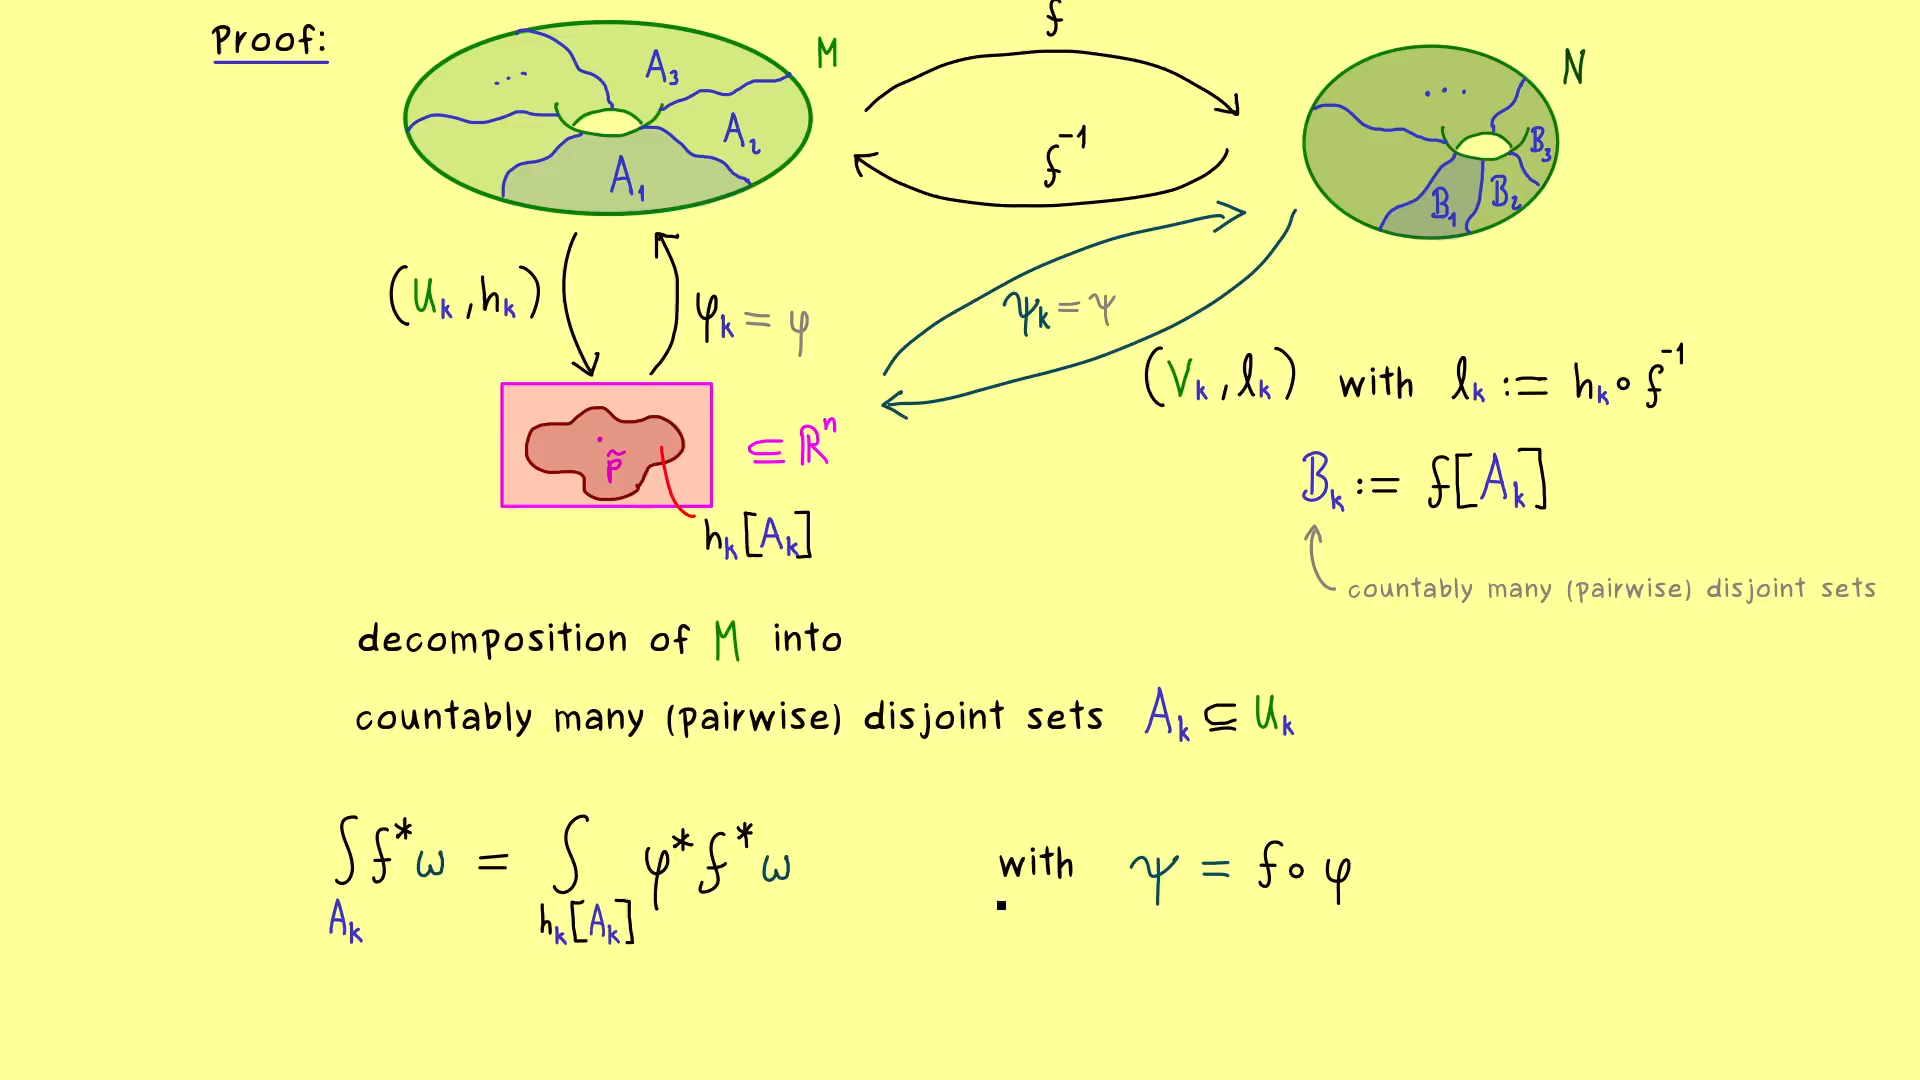 Proof:
f
M
N
A₃
...
A₂
A₁
f⁻¹
...
B₃
B₂
B₁
(Uₖ, hₖ)
φₖ = φ
ψₖ = ψ
(Vₖ, lₖ) with lₖ := hₖ ∘ f⁻¹
p̃
⊆ ℝⁿ
hₖ[Aₖ]
Bₖ := f[Aₖ]
countably many (pairwise) disjoint sets
decomposition of M into
countably many (pairwise) disjoint sets Aₖ ⊆ Uₖ
∫_{Aₖ} f*ω = ∫_{hₖ[Aₖ]} φ* f* ω with ψ = f ∘ φ